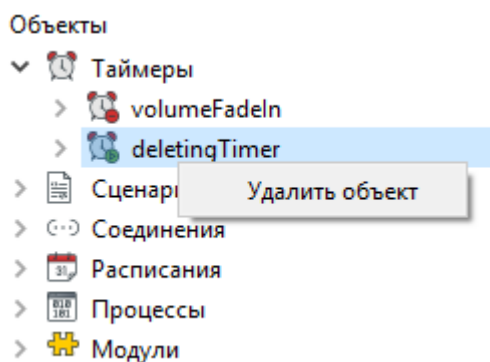 Объекты
Таймеры
volumeFadeIn
deletingTimer
Сценар
Удалить объект
Соединения
Расписания
Процессы
Модули